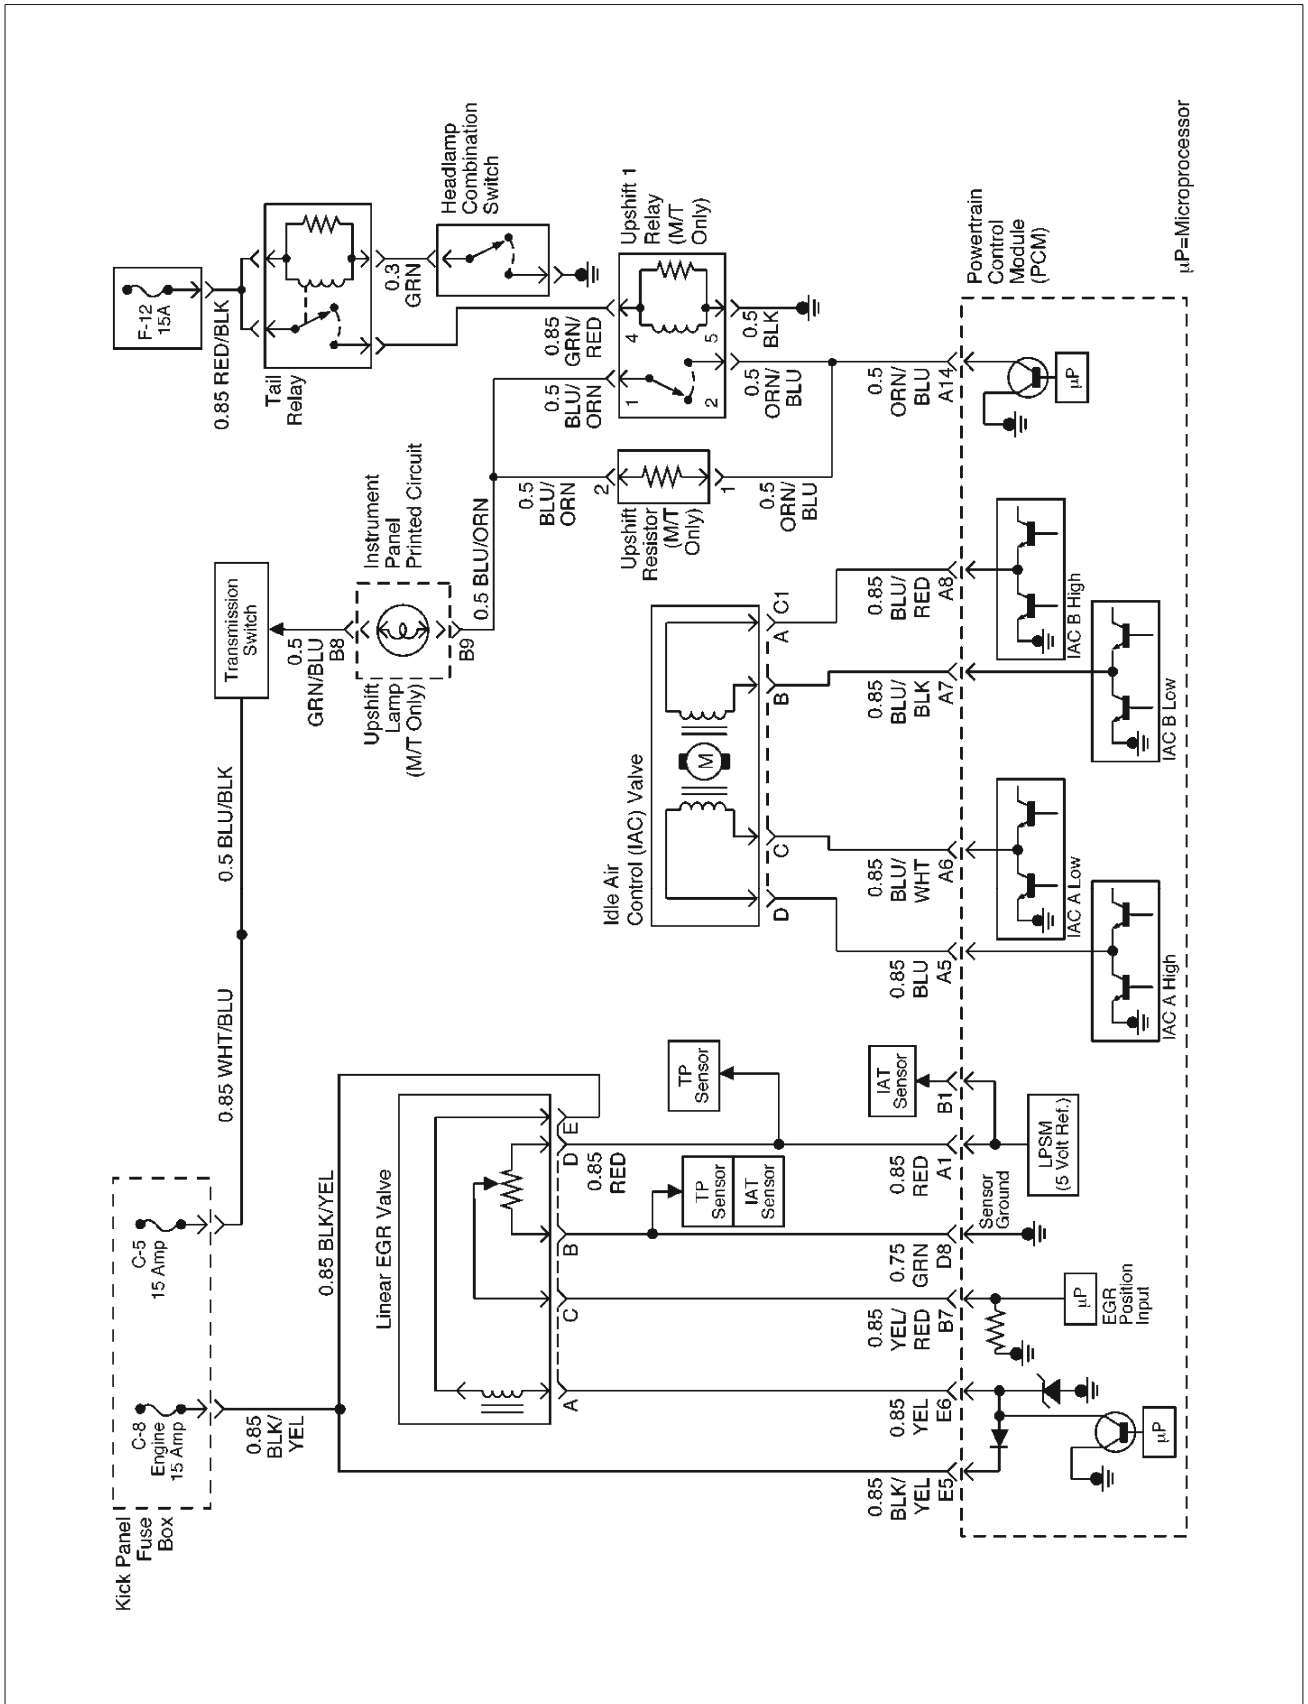 Kick Panel
Fuse
Box
C-8
Engine
15 Amp
C-5
15 Amp
0.85
BLK/
YEL
0.85 BLK/YEL
0.85 WHT/BLU
0.5 BLU/BLK
Transmission
Switch
0.5
GRN/BLU
B8
Upshift
Lamp
(M/T Only)
Instrument
Panel
Printed Circuit
B9
0.5 BLU/ORN
F-12
15A
0.85 RED/BLK
Tail
Relay
0.3
GRN
Headlamp
Combination
Switch
0.85
GRN/
RED
0.5
BLU/
ORN
Upshift 1
Relay
(M/T
Only)
1
4
2
5
0.5
BLK
0.5
ORN/
BLU
0.5
BLU/
ORN
2
Upshift
Resistor
(M/T
Only)
1
0.5
ORN/
BLU
0.5
ORN/
BLU
A14
Linear EGR Valve
A
C
B
D
E
0.85
RED
TP
Sensor
TP
Sensor
IAT
Sensor
IAT
Sensor
B1
Idle Air
Control (IAC) Valve
M
D
C
B
A
C1
0.85
BLK/
YEL
E5
0.85
YEL
E6
0.85
YEL/
RED
B7
0.75
GRN
D8
0.85
RED
A1
0.85
BLU
A5
0.85
BLU/
WHT
A6
0.85
BLU/
BLK
A7
0.85
BLU/
RED
A8
Sensor
Ground
LPSM
(5 Volt Ref.)
µP
µP
EGR
Position
Input
IAC A High
IAC A Low
IAC B Low
IAC B High
µP
Powertrain
Control
Module
(PCM)
µP=Microprocessor